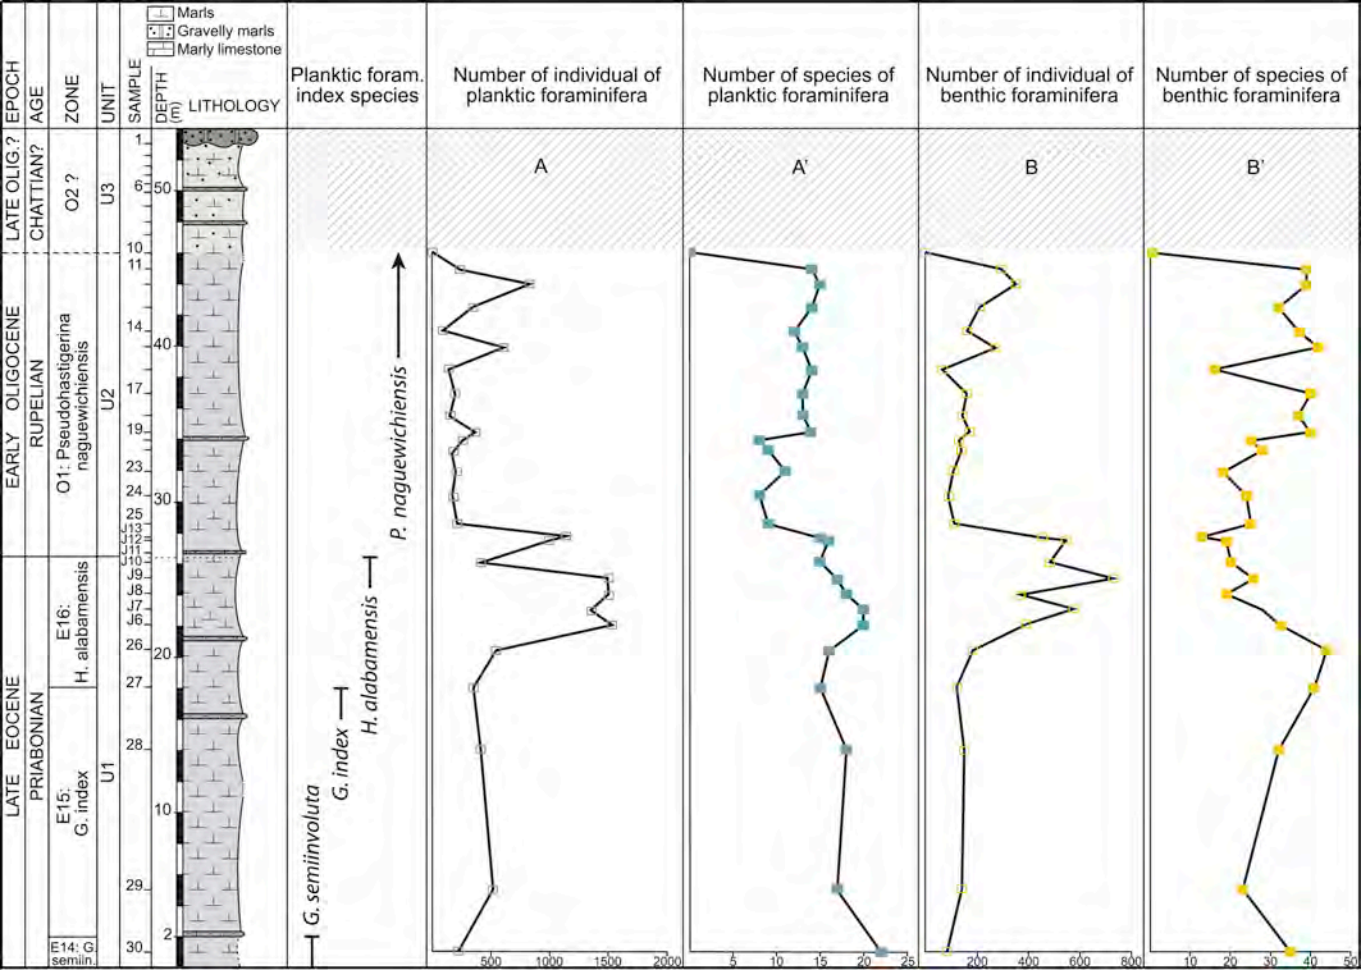 Marls
Gravelly marls
Marly limestone
EPOCH
AGE
ZONE
UNIT
SAMPLE
DEPTH
(m)
LITHOLOGY
Planktic foram.
index species
Number of individual of
planktic foraminifera
Number of species of
planktic foraminifera
Number of individual of
benthic foraminifera
Number of species of
benthic foraminifera
A
A'
B
B'
LATE OLIG.?
CHATTIAN?
O2 ?
U3
EARLY OLIGOCENE
RUPELIAN
O1: Pseudohastigerina
naguewichiensis
U2
LATE EOCENE
PRIABONIAN
E16:
H. alabamensis
E15:
G. index
E14: G.
semiin.
U1
1
6
10
11
14
17
19
23
24
25
J13
J12
J11
J10
J9
J8
J7
J6
26
27
28
29
30
50
40
30
20
10
2
P. naguewichiensis
H. alabamensis
G. index
G. semiinvoluta
500 1000 1500 2000
5 10 15 20 25
200 400 600 800
10 20 30 40 50